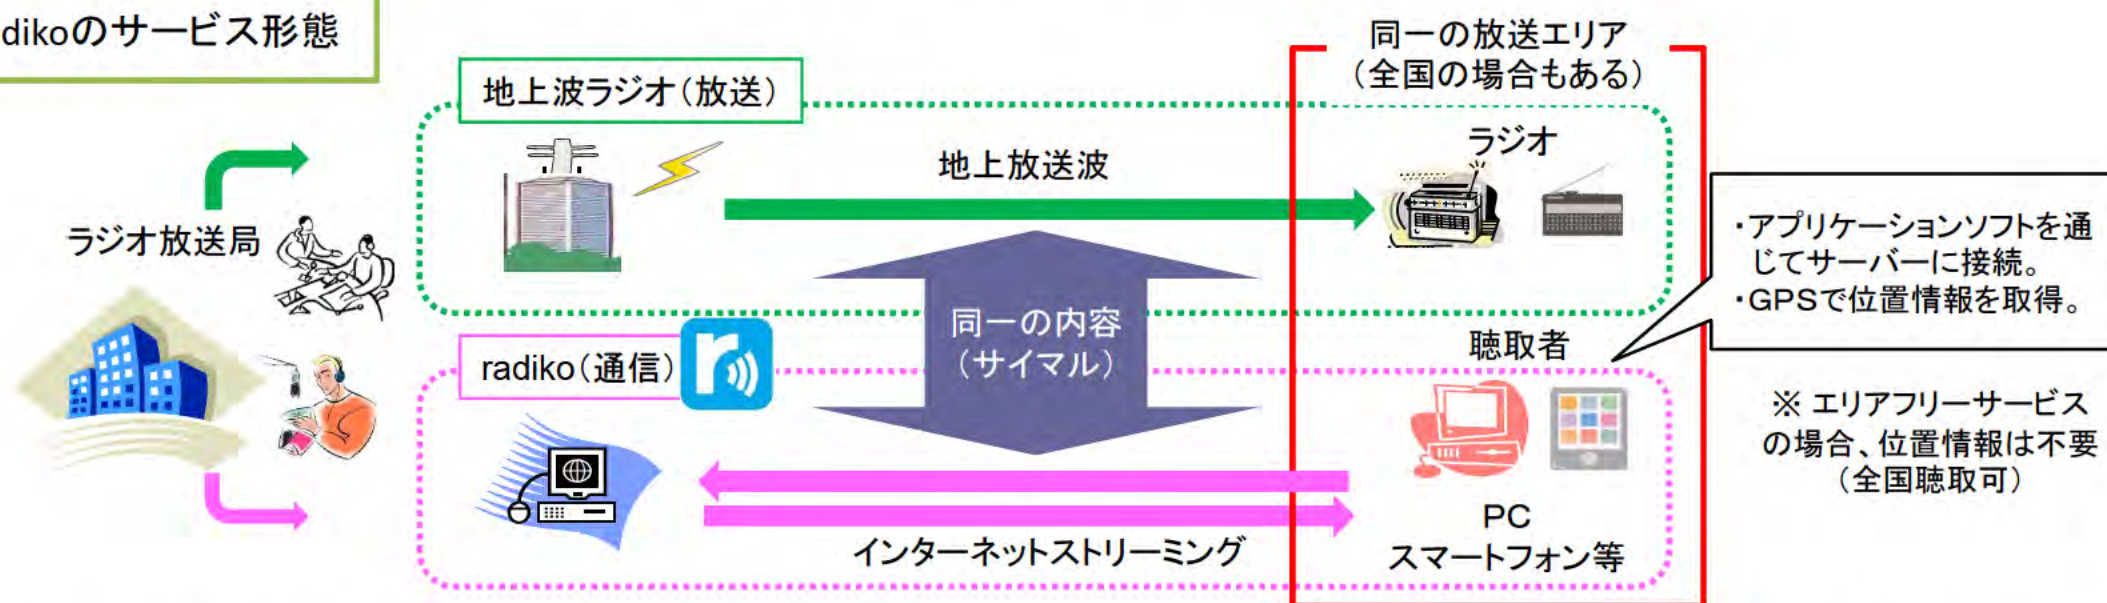 dikoのサービス形態
同一の放送エリア
（全国の場合もある）
地上波ラジオ（放送）
ラジオ
地上放送波
ラジオ放送局
・アプリケーションソフトを通
じてサーバーに接続。
・GPSで位置情報を取得。
同一の内容
（サイマル）
聴取者
radiko（通信）
※ エリアフリーサービス
の場合、位置情報は不要
（全国聴取可）
PC
スマートフォン等
インターネットストリーミング